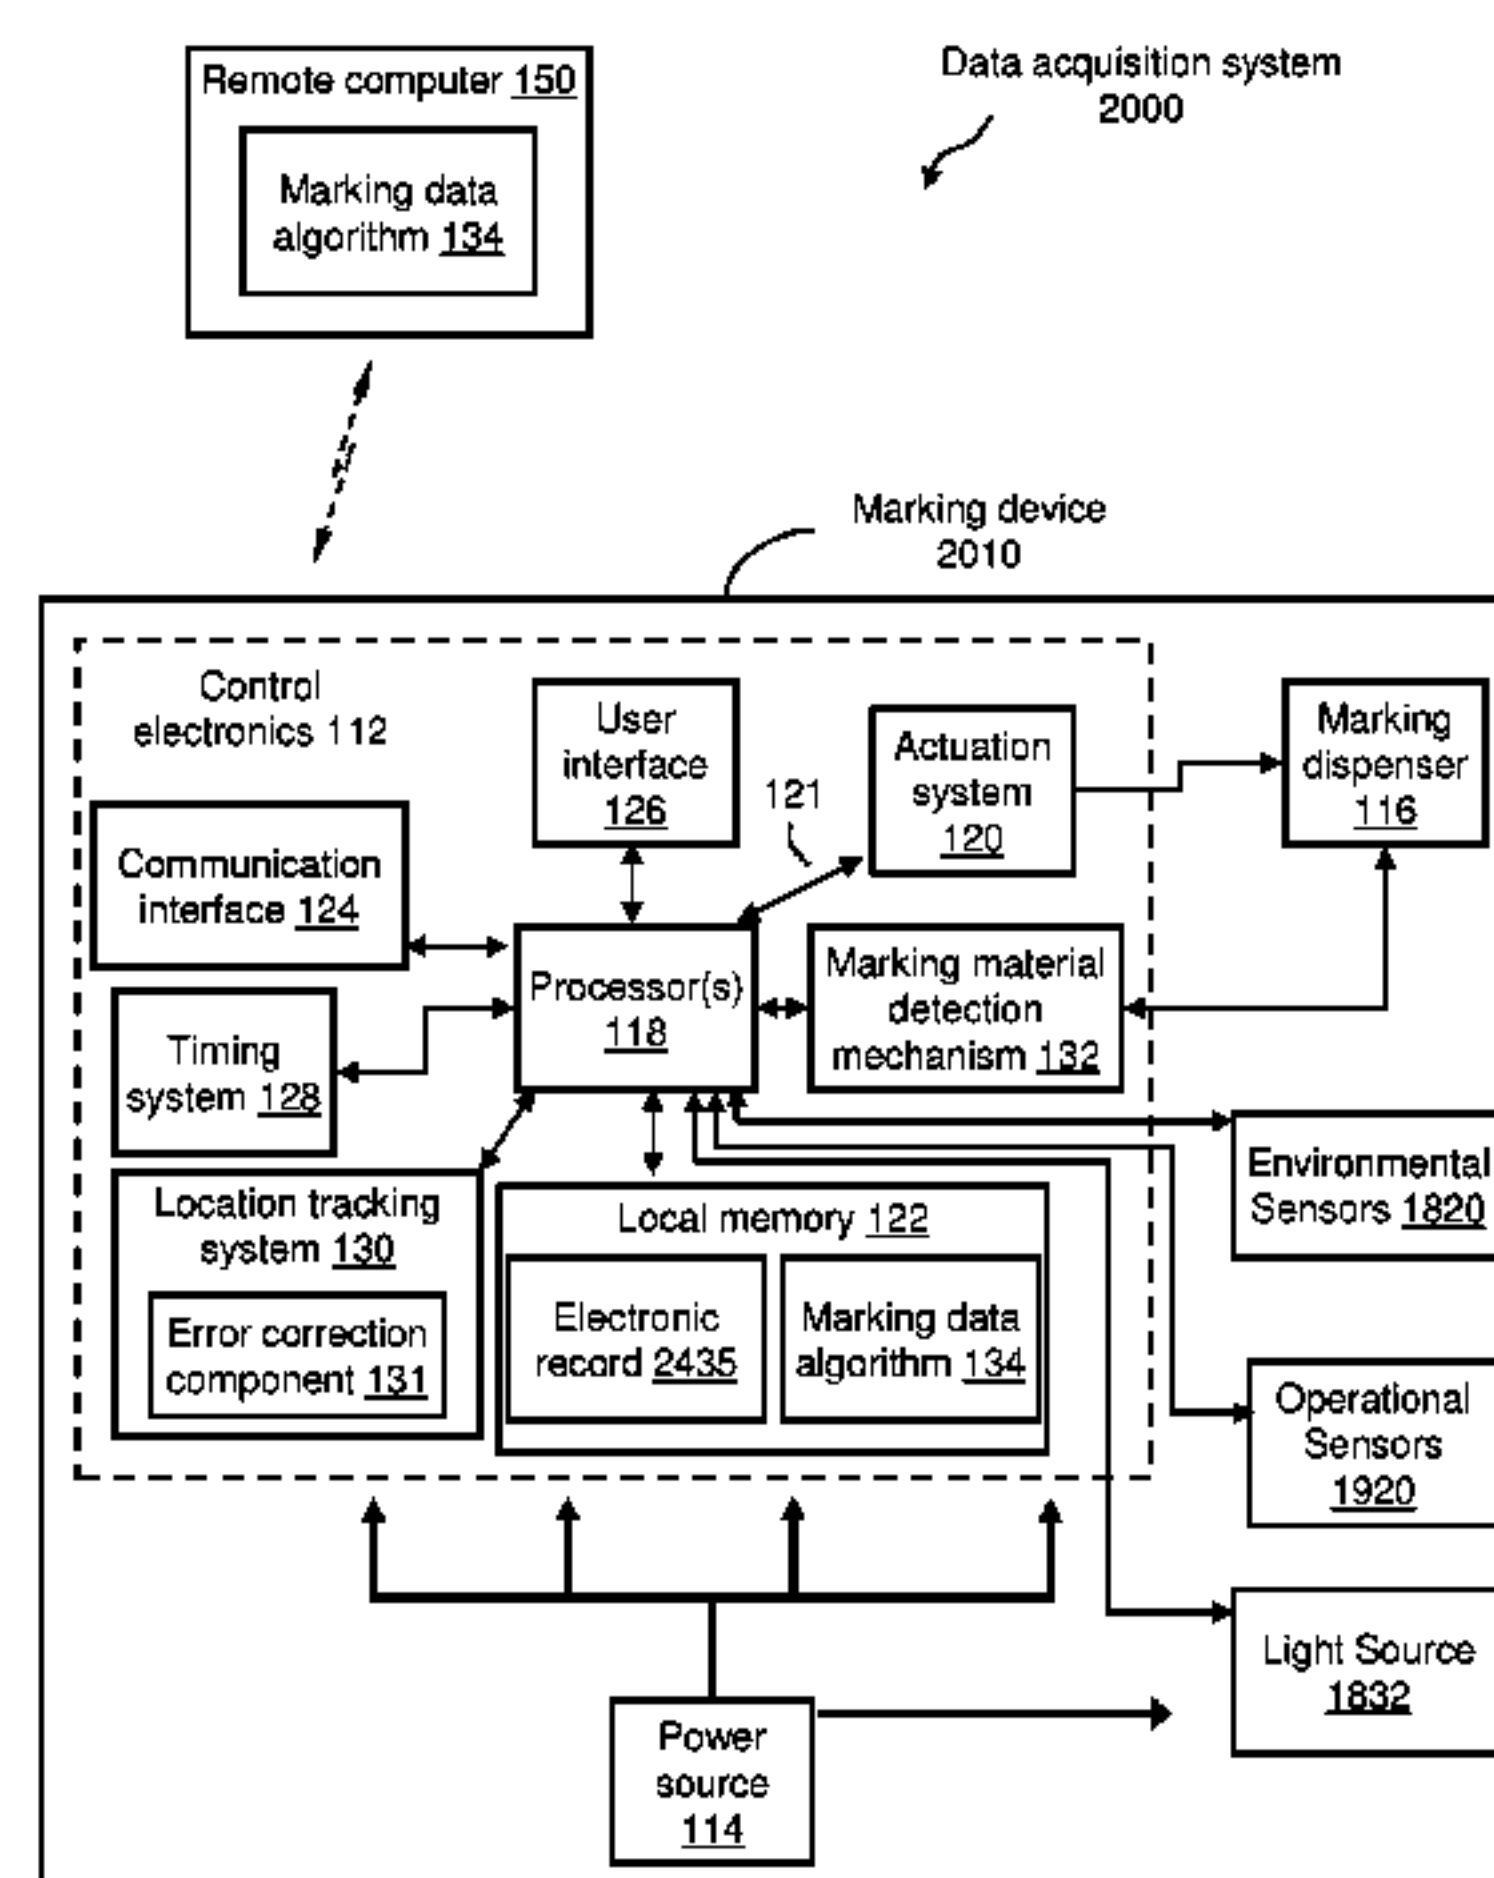 Remote computer 150
Marking data
algorithm 134
Data acquisition system
2000
Marking device
2010
Control
electronics 112
User
interface
126
Actuation
system
120
121
Marking
dispenser
116
Communication
interface 124
Processor(s)
118
Marking material
detection
mechanism 132
Timing
system 128
Location tracking
system 130
Error correction
component 131
Local memory 122
Electronic
record 2435
Marking data
algorithm 134
Environmental
Sensors 1820
Operational
Sensors
1920
Light Source
1832
Power
source
114